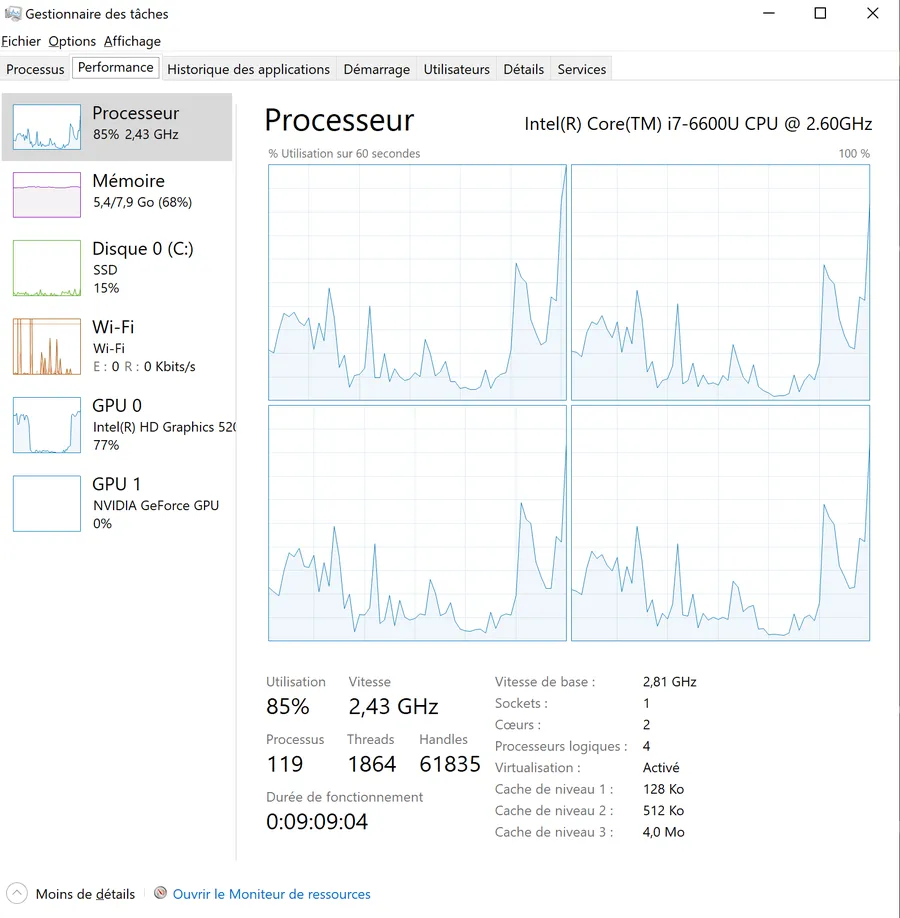 Gestionnaire des tâches
Fichier Options Affichage
Processus Performance Historique des applications Démarrage Utilisateurs Détails Services
Processeur
85% 2,43 GHz
Mémoire
5,4/7,9 Go (68%)
Disque 0 (C:)
SSD
15%
Wi-Fi
Wi-Fi
E : 0 R : 0 Kbits/s
GPU 0
Intel(R) HD Graphics 520
77%
GPU 1
NVIDIA GeForce GPU
0%
Processeur
Intel(R) Core(TM) i7-6600U CPU @ 2.60GHz
% Utilisation sur 60 secondes
100 %
Utilisation Vitesse
85% 2,43 GHz
Processus Threads Handles
119 1864 61835
Durée de fonctionnement
0:09:09:04
Vitesse de base : 2,81 GHz
Sockets : 1
Cœurs : 2
Processeurs logiques : 4
Virtualisation : Activé
Cache de niveau 1 : 128 Ko
Cache de niveau 2 : 512 Ko
Cache de niveau 3 : 4,0 Mo
Moins de détails
Ouvrir le Moniteur de ressources